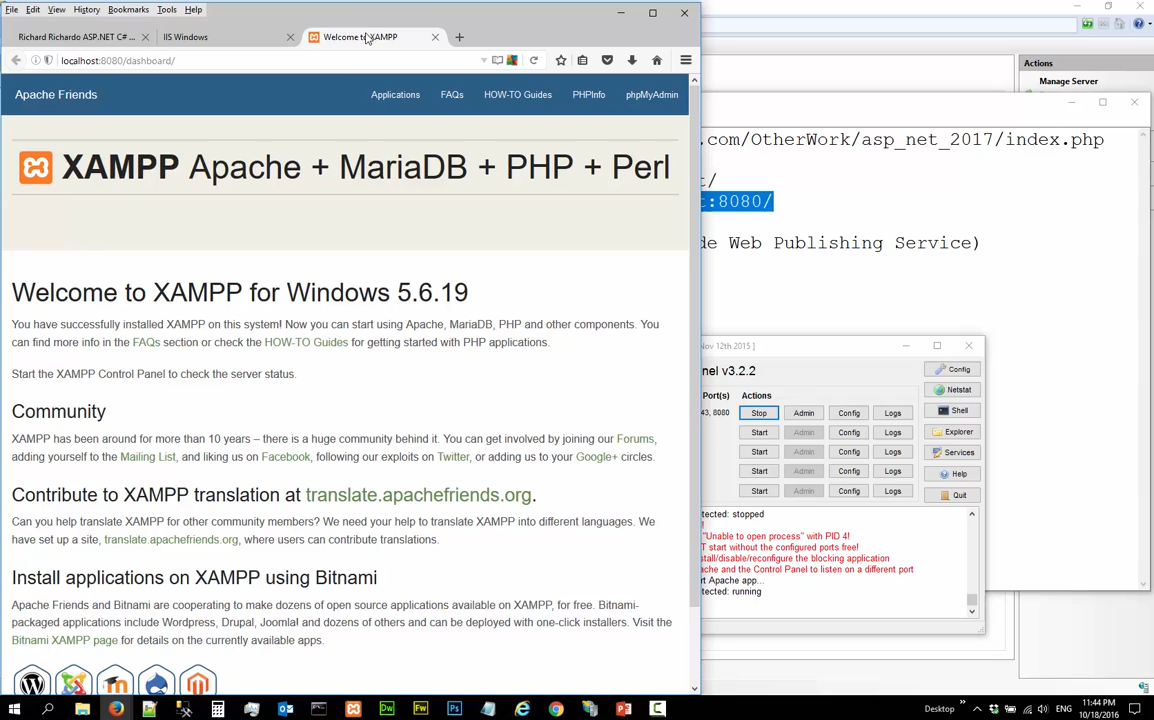 File Edit View History Bookmarks Tools Help
Richard Richardo ASP.NET C# ...
IIS Windows
Welcome to XAMPP
localhost:8080/dashboard/
Apache Friends
Applications
FAQs
HOW-TO Guides
PHPInfo
phpMyAdmin
XAMPP Apache + MariaDB + PHP + Perl
Welcome to XAMPP for Windows 5.6.19
You have successfully installed XAMPP on this system! Now you can start using Apache, MariaDB, PHP and other components. You
can find more info in the FAQs section or check the HOW-TO Guides for getting started with PHP applications.
Start the XAMPP Control Panel to check the server status.
Community
XAMPP has been around for more than 10 years – there is a huge community behind it. You can get involved by joining our Forums,
adding yourself to the Mailing List, and liking us on Facebook, following our exploits on Twitter, or adding us to your Google+ circles.
Contribute to XAMPP translation at translate.apachefriends.org.
Can you help translate XAMPP for other community members? We need your help to translate XAMPP into different languages. We
have set up a site, translate.apachefriends.org, where users can contribute translations.
Install applications on XAMPP using Bitnami
Apache Friends and Bitnami are cooperating to make dozens of open source applications available on XAMPP, for free. Bitnami-
packaged applications include Wordpress, Drupal, Joomla! and dozens of others and can be deployed with one-click installers. Visit the
Bitnami XAMPP page for details on the currently available apps.
Actions
Manage Server
.com/OtherWork/asp_net_2017/index.php
t/
t:8080/
de Web Publishing Service)
Nov 12th 2015 ]
nel v3.2.2
Port(s) Actions
43, 8080 Stop Admin Config Logs
Start Admin Config Logs
Start Admin Config Logs
Start Admin Config Logs
Start Admin Config Logs
Config
Netstat
Shell
Explorer
Services
Help
Quit
tected: stopped
!
"Unable to open process" with PID 4!
T start without the configured ports free!
stall/disable/reconfigure the blocking application
ache and the Control Panel to listen on a different port
rt Apache app...
tected: running
Desktop
11:44 PM
10/18/2016